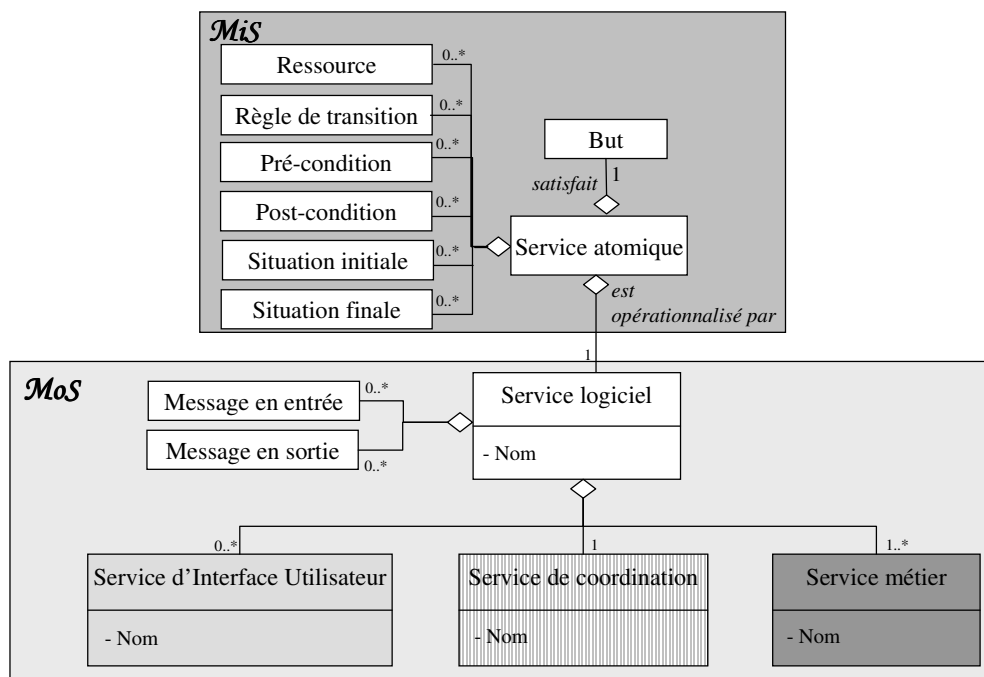 MiS
Ressource
0..*
Règle de transition
0..*
Pré-condition
0..*
Post-condition
0..*
Situation initiale
0..*
Situation finale
0..*
But
satisfait
1
Service atomique
est
opérationnalisé par
1
MoS
Message en entrée
0..*
Message en sortie
0..*
Service logiciel
- Nom
0..*
1
1..*
Service d’Interface Utilisateur
- Nom
Service de coordination
- Nom
Service métier
- Nom